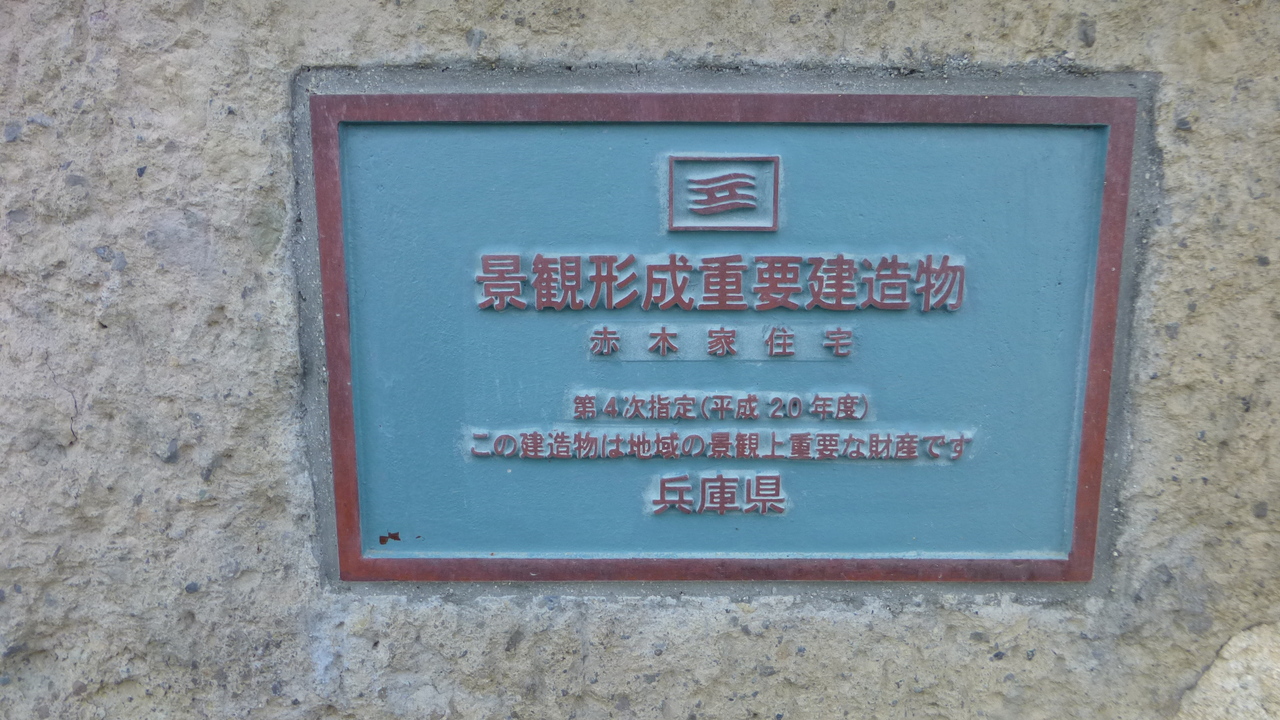 景観形成重要建造物
赤木家住宅
第4次指定(平成 20 年度)
この建造物は地域の景観上重要な財産です
兵庫県